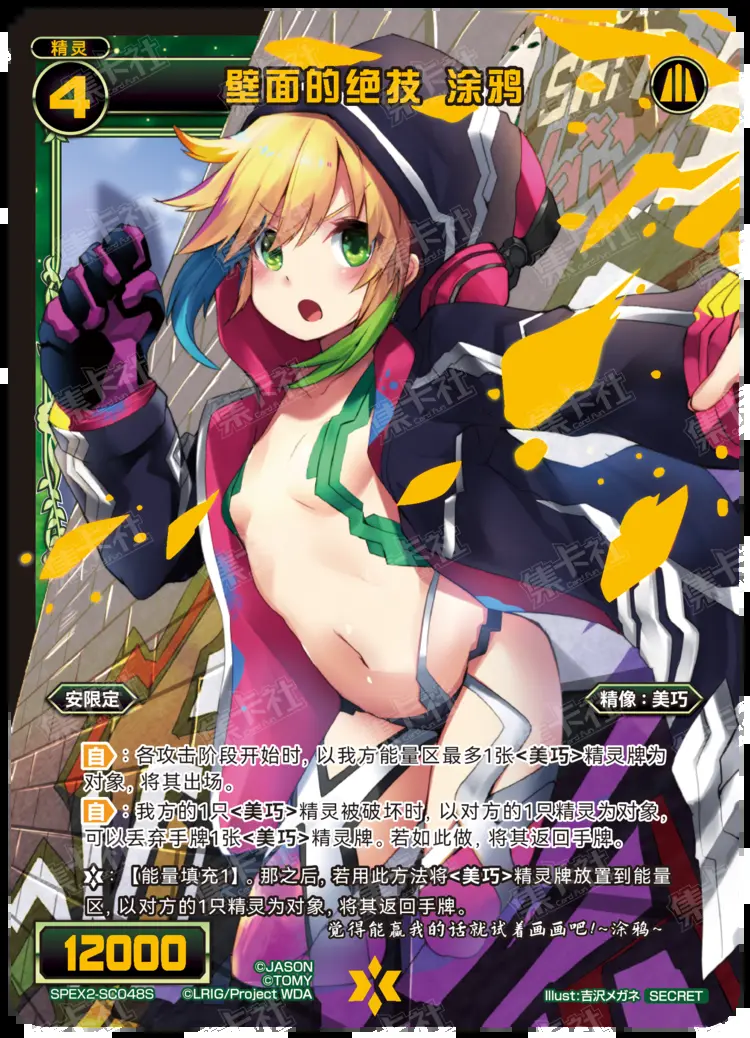 精灵
4
壁面的绝技 涂鸦
安限定
精像：美巧
自：各攻击阶段开始时，以我方能量区最多1张<美巧>精灵牌为
对象，将其出场。
自：我方的1只<美巧>精灵被破坏时，以对方的1只精灵为对象，
可以丢弃手牌1张<美巧>精灵牌。若如此做，将其返回手牌。
：【能量填充1】。那之后，若用此方法将<美巧>精灵牌放置到能量
区，以对方的1只精灵为对象，将其返回手牌。
觉得能赢我的话就试着画画吧!~涂鸦~
12000
©JASON
©TOMY
SPEX2-SC048S ©LRIG/Project WDA
Illust:吉沢メガネ SECRET
集卡社
Card Fun